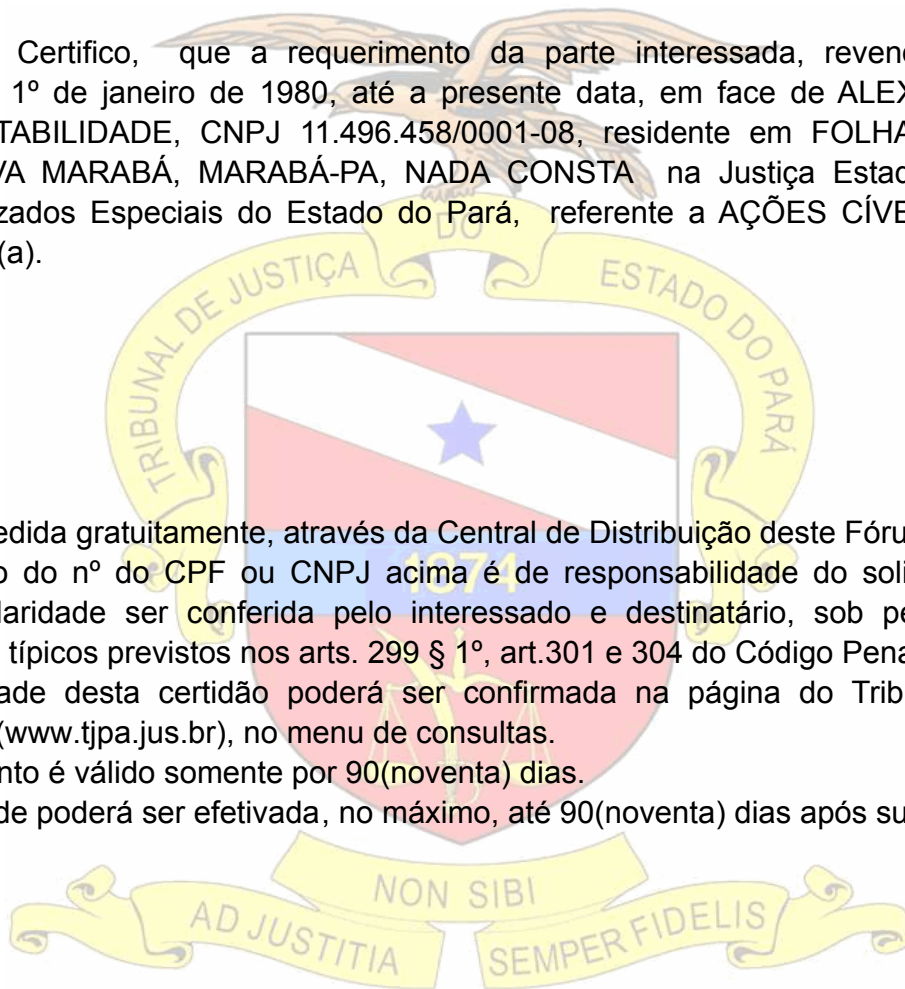 Certifico, que a requerimento da parte interessada, revend
1º de janeiro de 1980, até a presente data, em face de ALEX
TABILIDADE, CNPJ 11.496.458/0001-08, residente em FOLHA
VA MARABÁ, MARABÁ-PA, NADA CONSTA na Justiça Estad
zados Especiais do Estado do Pará, referente a AÇÕES CÍVE
(a).
TRIBUNAL DE JUSTIÇA DO ESTADO DO PARÁ
edida gratuitamente, através da Central de Distribuição deste Fóru
o do nº do CPF ou CNPJ acima é de responsabilidade do soli
laridade ser conferida pelo interessado e destinatário, sob pe
típicos previstos nos arts. 299 § 1º, art.301 e 304 do Código Pena
ade desta certidão poderá ser confirmada na página do Trib
(www.tjpa.jus.br), no menu de consultas.
nto é válido somente por 90(noventa) dias.
de poderá ser efetivada, no máximo, até 90(noventa) dias após su
1874
NON SIBI
AD JUSTITIA SEMPER FIDELIS